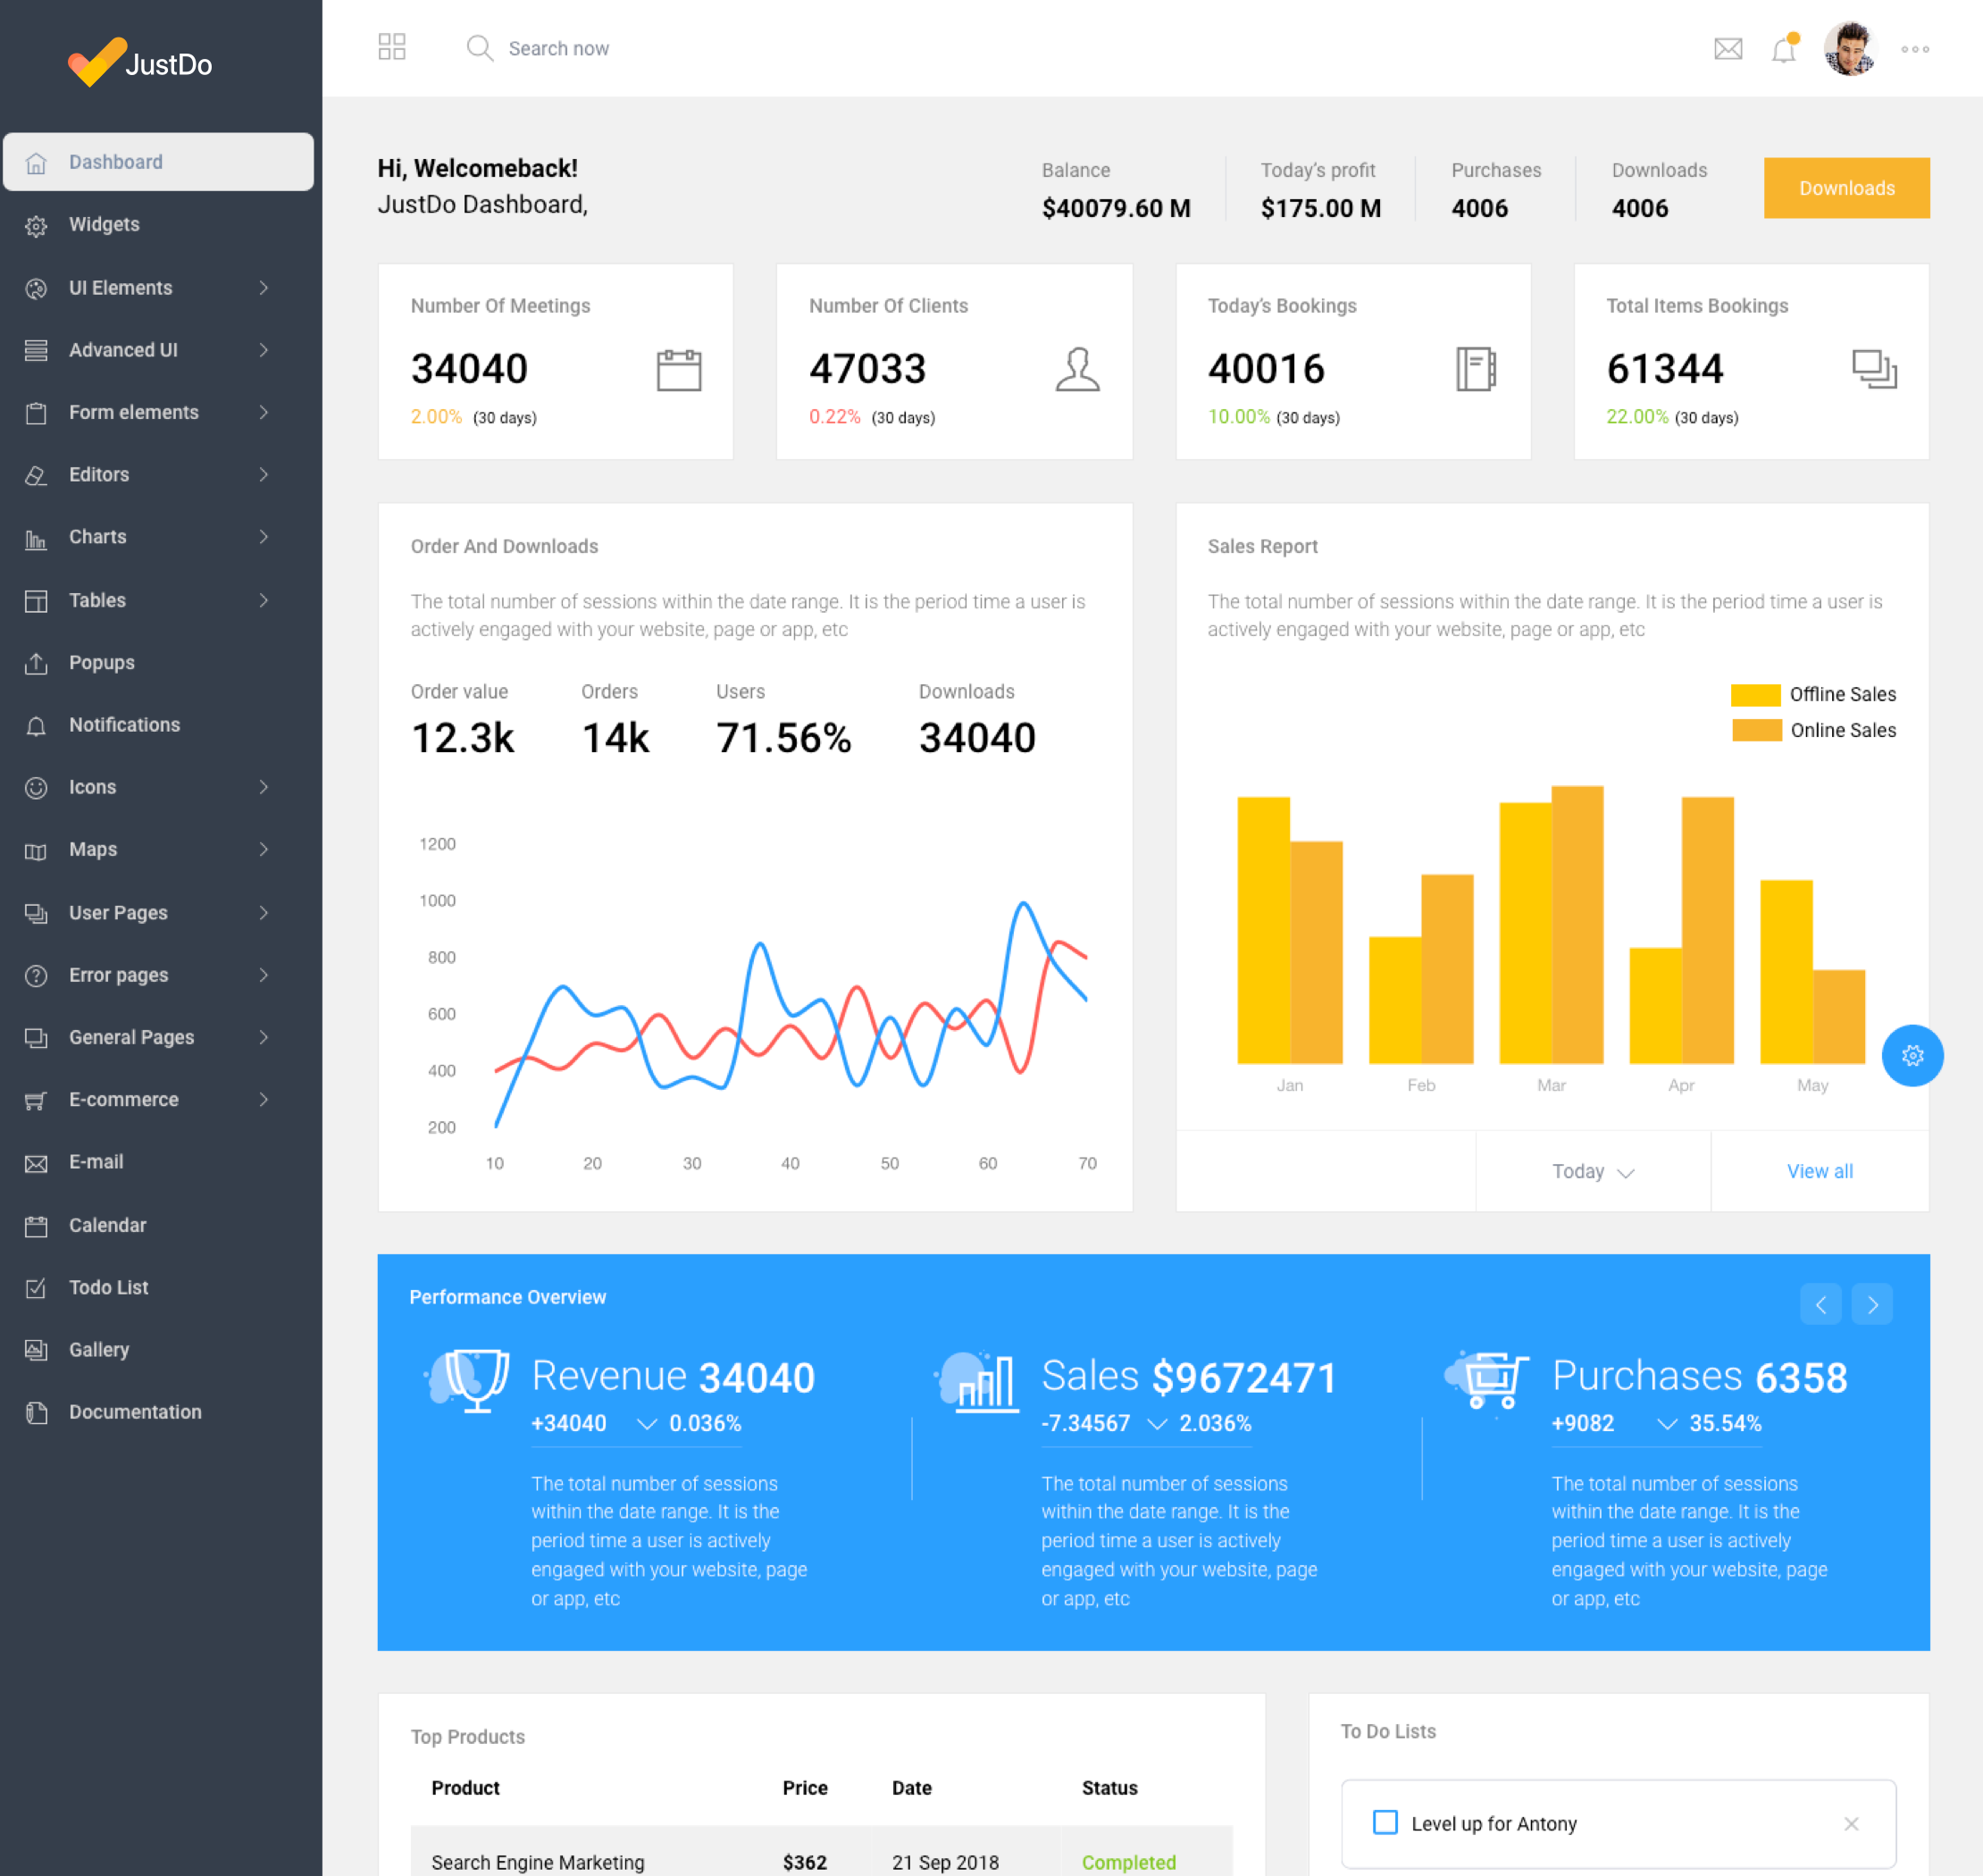 JustDo
Search now
Dashboard
Widgets
UI Elements
Advanced UI
Form elements
Editors
Charts
Tables
Popups
Notifications
Icons
Maps
User Pages
Error pages
General Pages
E-commerce
E-mail
Calendar
Todo List
Gallery
Documentation
Hi, Welcomeback!
JustDo Dashboard,
Balance
$40079.60 M
Today's profit
$175.00 M
Purchases
4006
Downloads
4006
Downloads
Number Of Meetings
34040
2.00% (30 days)
Number Of Clients
47033
0.22% (30 days)
Today's Bookings
40016
10.00% (30 days)
Total Items Bookings
61344
22.00% (30 days)
Order And Downloads
The total number of sessions within the date range. It is the period time a user is
actively engaged with your website, page or app, etc
Order value
12.3k
Orders
14k
Users
71.56%
Downloads
34040
1200
1000
800
600
400
200
10 20 30 40 50 60 70
Sales Report
The total number of sessions within the date range. It is the period time a user is
actively engaged with your website, page or app, etc
Offline Sales
Online Sales
Jan Feb Mar Apr May
Today
View all
Performance Overview
Revenue 34040
+34040 0.036%
The total number of sessions
within the date range. It is the
period time a user is actively
engaged with your website, page
or app, etc
Sales $9672471
-7.34567 2.036%
The total number of sessions
within the date range. It is the
period time a user is actively
engaged with your website, page
or app, etc
Purchases 6358
+9082 35.54%
The total number of sessions
within the date range. It is the
period time a user is actively
engaged with your website, page
or app, etc
Top Products
Product Price Date Status
Search Engine Marketing $362 21 Sep 2018 Completed
To Do Lists
Level up for Antony